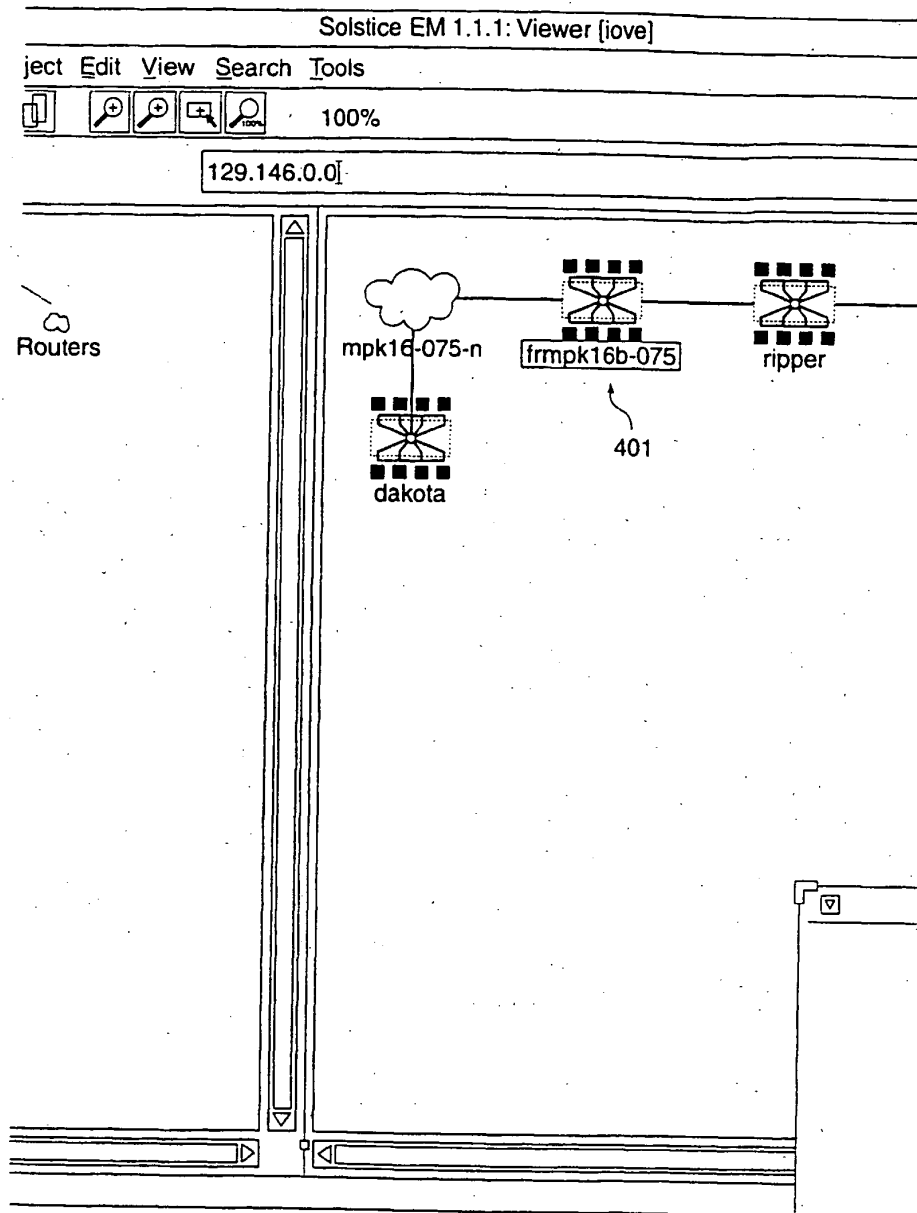 Solstice EM 1.1.1: Viewer [iove]
ject Edit View Search Tools
100%
100%
129.146.0.0
Routers
mpk16-075-n
frmpk16b-075
ripper
401
dakota